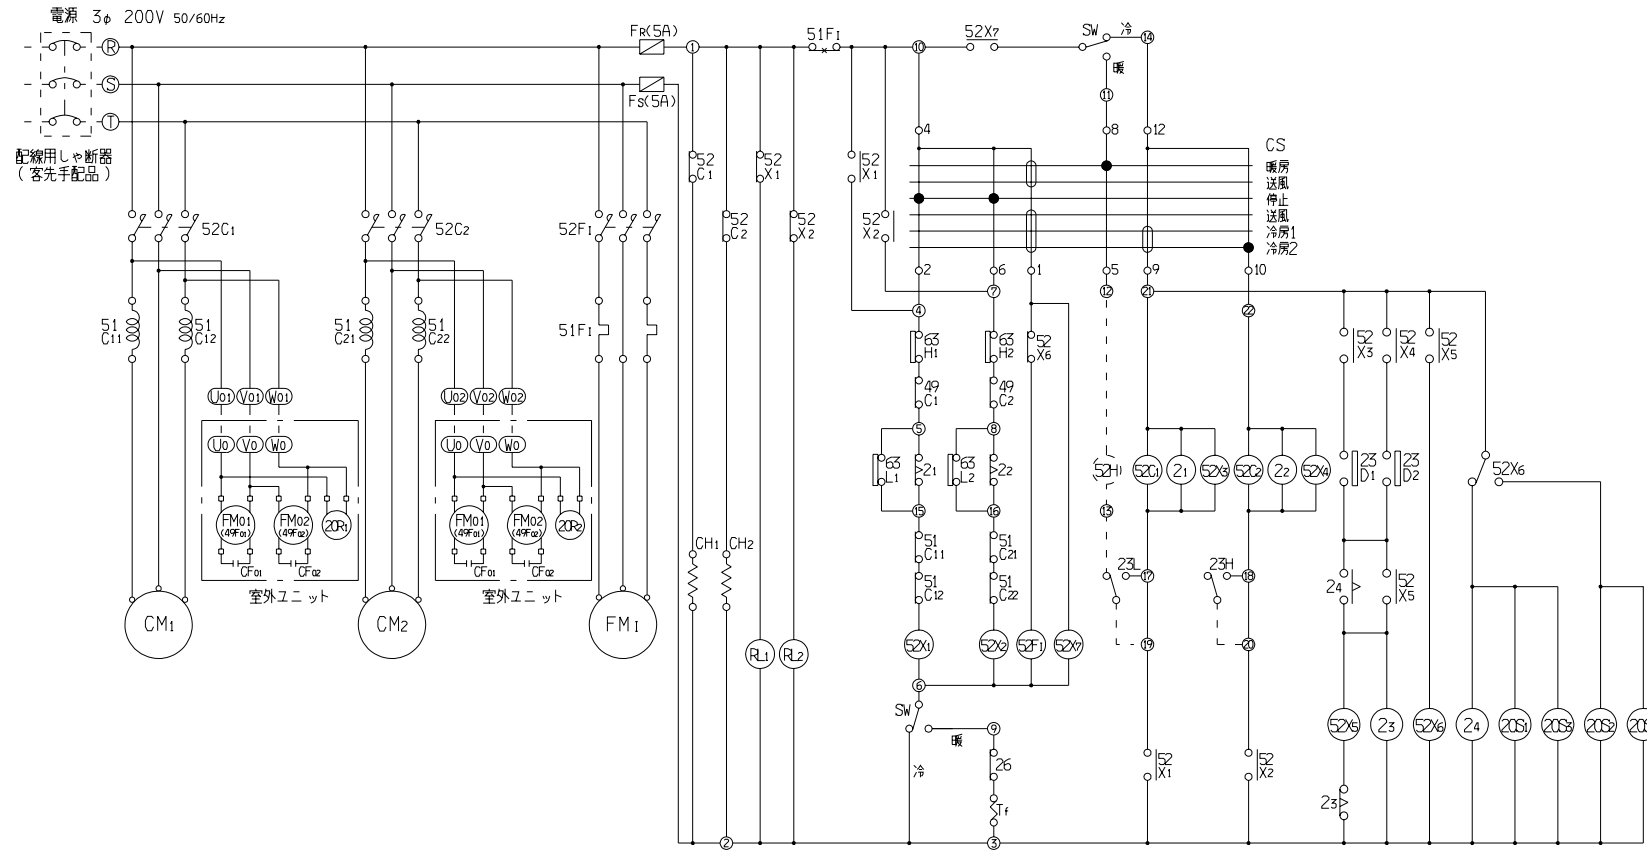 電源 3φ 200V 50/60Hz
R
S
T
配線用しゃ断器
（客先手配品）
FR(5A)
FS(5A)
1
51FI
10
52X7
SW
冷
14
暖
11
4
8
12
CS
暖房
送風
停止
送風
冷房1
冷房2
52
C1
52
X1
52
X1
52
C2
52
X2
52
X2
52C1
52C2
52FI
2
6
1
5
9
10
7
12
21
4
22
51
C11
51
C12
51
C21
51
C22
51FI
63
H1
63
H2
52
X6
52
X3
52
X4
52
X5
49
C1
49
C2
U01
V01
W01
U02
V02
W02
5
8
U0
V0
W0
U0
V0
W0
63
L1
21
63
L2
22
(52H)
52C1
21
52X3
52C2
22
52X4
23
D1
23
D2
52X6
15
16
13
FM01
(49F01)
FM02
(49F02)
20R1
FM01
(49F01)
FM02
(49F02)
20R2
CF01
CF02
CF01
CF02
室外ユニット
室外ユニット
CH1
CH2
51
C11
51
C21
51
C12
51
C22
23L
17
23H
18
24
52
X5
CM1
CM2
FMI
RL1
RL2
52X1
52X2
52FI
52X7
19
20
6
SW
9
暖
冷
26
Tf
52
X1
52
X2
52X5
23
52X6
24
20S1
20S3
20S2
20S
23
2
3